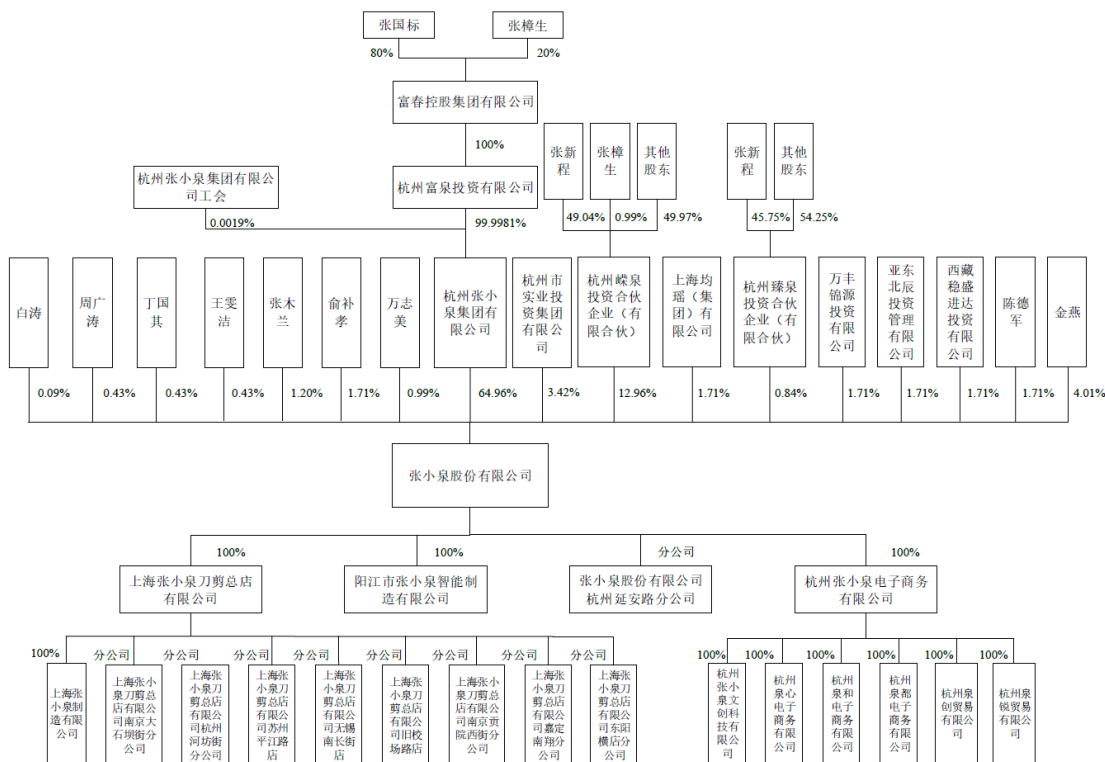 张国标
张樟生
80%
20%
富春控股集团有限公司
100%
张新
程
张樟
生
其他
股东
张新
程
其他
股东
杭州张小泉集团有限公
司工会
杭州富泉投资有限公司
0.0019%
99.9981%
49.04%
0.99%
49.97%
45.75%
54.25%
白涛
周广
涛
丁国
其
王雯
洁
张木
兰
俞补
孝
万志
美
杭州张小
泉集团有
限公司
杭州市
实业投
资集团
有限公
司
杭州嵘泉
投资合伙
企业（有
限合伙）
上海均
瑶（集
团）有
限公司
杭州臻泉
投资合伙
企业（有
限合伙）
万丰
锦源
投资
有限
公司
亚东
北辰
投资
管理
有限
公司
西藏
稳盛
进达
投资
有限
公司
陈德
军
金燕
0.09%
0.43%
0.43%
0.43%
1.20%
1.71%
0.99%
64.96%
3.42%
12.96%
1.71%
0.84%
1.71%
1.71%
1.71%
1.71%
4.01%
张小泉股份有限公司
100%
100%
分公司
100%
上海张小泉刀剪总店
有限公司
阳江市张小泉智能制
造有限公司
张小泉股份有限公司
杭州延安路分公司
杭州张小泉电子商务
有限公司
100%
分公司
分公司
分公司
分公司
分公司
分公司
分公司
分公司
100%
100%
100%
100%
100%
100%
上海张
小泉制
造有限
公司
上海张小
泉刀剪总
店有限公
司南京大
石坝街分
公司
上海张
小泉刀
剪总店
有限公
司杭州
河坊街
分公司
上海张
小泉刀
剪总店
有限公
司苏州
平江路
店
上海张
小泉刀
剪总店
有限公
司无锡
南长街
店
上海张
小泉刀
剪总店
有限公
司旧校
场路店
上海张小
泉刀剪总
店有限公
司南京贡
院西街分
公司
上海张
小泉刀
剪总店
有限公
司嘉定
南翔分
公司
上海张
小泉刀
剪总店
有限公
司东阳
横店分
公司
杭州
张小
泉文
创科
技有
限公
司
杭州
泉心
电子
商务
有限
公司
杭州
泉和
电子
商务
有限
公司
杭州
泉都
电子
商务
有限
公司
杭州泉
创贸易
有限公
司
杭州泉
锐贸易
有限公
司